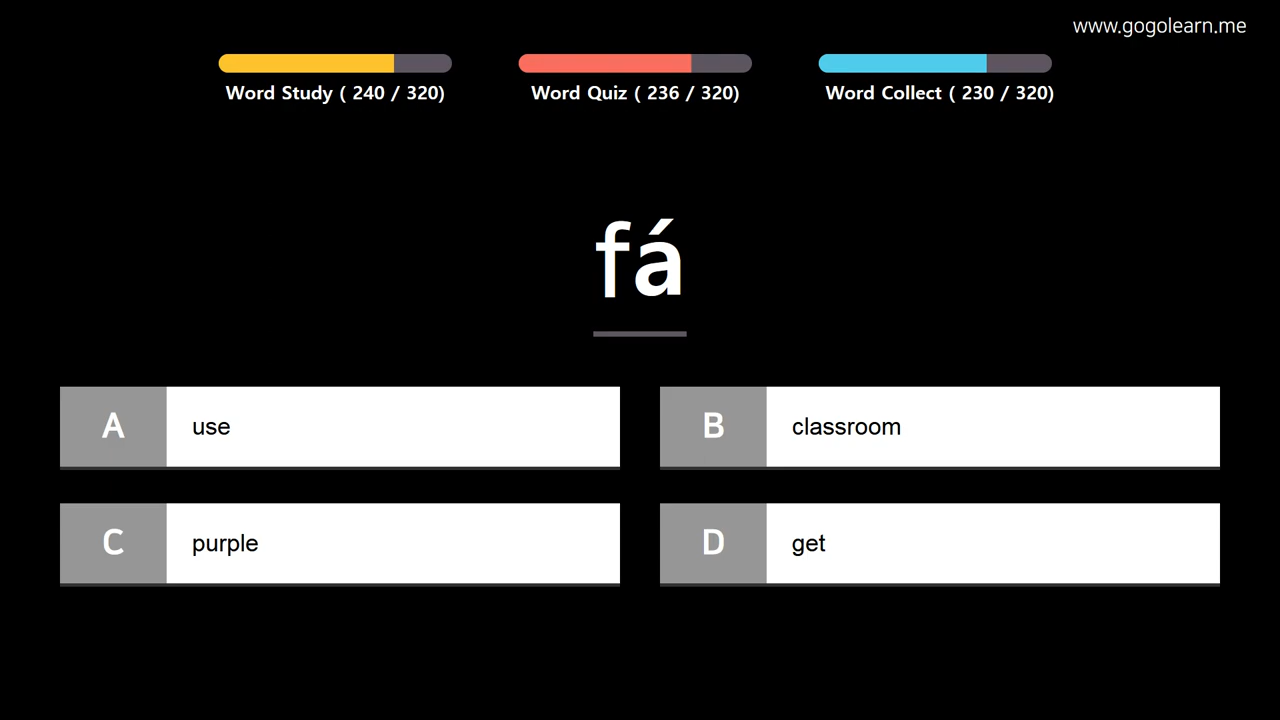 www.gogolearn.me
Word Study ( 240 / 320)
Word Quiz ( 236 / 320)
Word Collect ( 230 / 320)
fá
A use
B classroom
C purple
D get